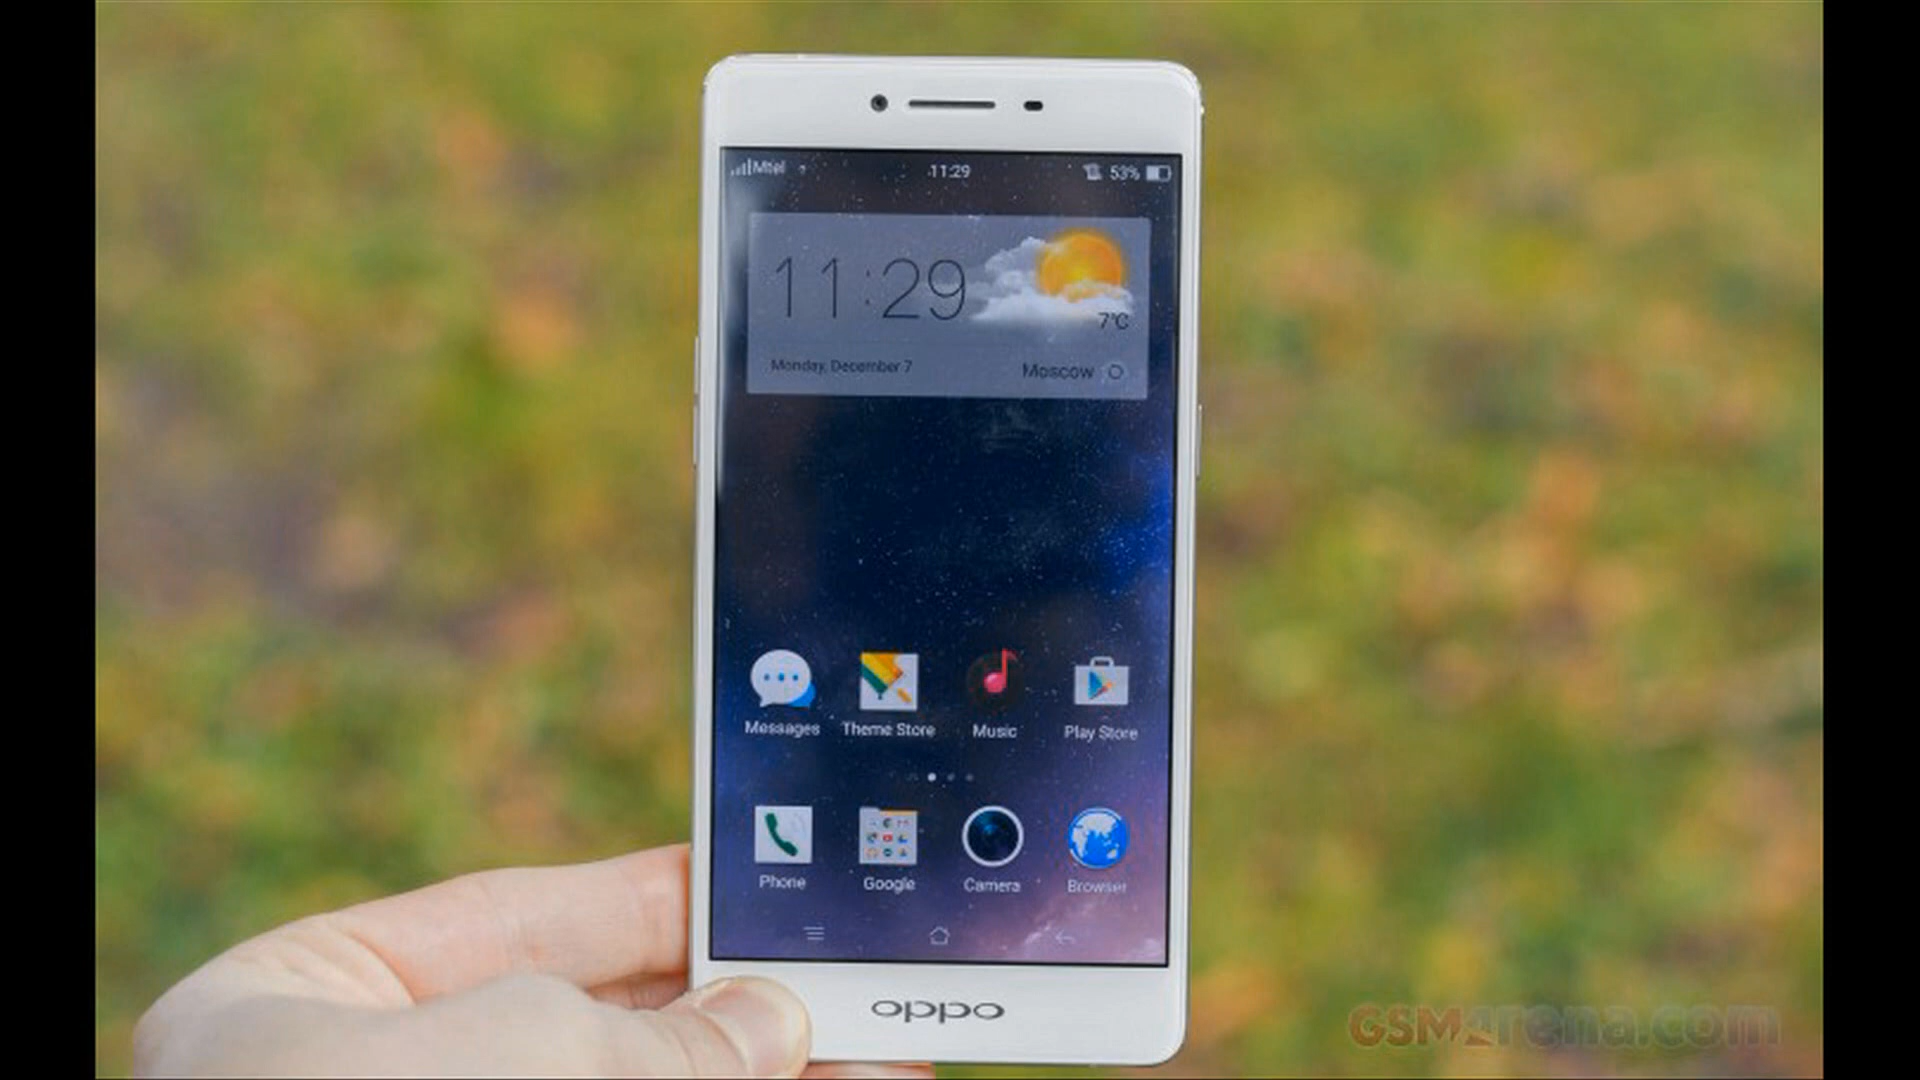 Mtel 11:29 53%
11:29
7°C
Monday, December 7 Moscow
Messages Theme Store Music Play Store
Phone Google Camera Browser
oppo
GSMArena.com